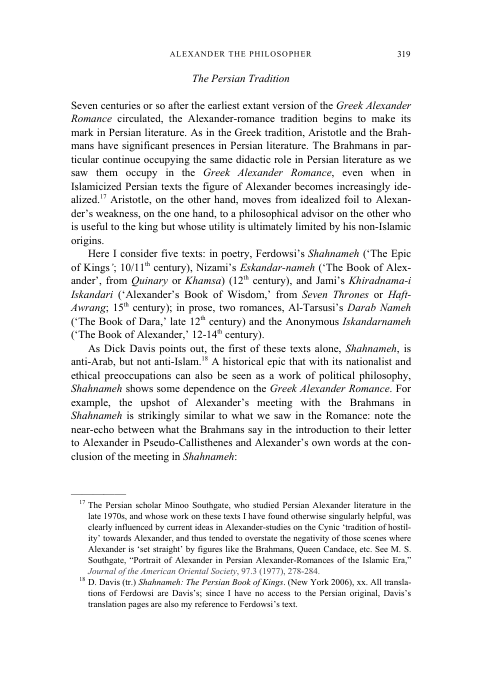 ALEXANDER THE PHILOSOPHER 319
The Persian Tradition
Seven centuries or so after the earliest extant version of the Greek Alexander
Romance circulated, the Alexander-romance tradition begins to make its
mark in Persian literature. As in the Greek tradition, Aristotle and the Brah-
mans have significant presences in Persian literature. The Brahmans in par-
ticular continue occupying the same didactic role in Persian literature as we
saw them occupy in the Greek Alexander Romance, even when in
Islamicized Persian texts the figure of Alexander becomes increasingly ide-
alized.17 Aristotle, on the other hand, moves from idealized foil to Alexan-
der’s weakness, on the one hand, to a philosophical advisor on the other who
is useful to the king but whose utility is ultimately limited by his non-Islamic
origins.
Here I consider five texts: in poetry, Ferdowsi’s Shahnameh (‘The Epic
of Kings’; 10/11th century), Nizami’s Eskandar-nameh (‘The Book of Alex-
ander’, from Quinary or Khamsa) (12th century), and Jami’s Khiradnama-i
Iskandari (‘Alexander’s Book of Wisdom,’ from Seven Thrones or Haft-
Awrang; 15th century); in prose, two romances, Al-Tarsusi’s Darab Nameh
(‘The Book of Dara,’ late 12th century) and the Anonymous Iskandarnameh
(‘The Book of Alexander,’ 12-14th century).
As Dick Davis points out, the first of these texts alone, Shahnameh, is
anti-Arab, but not anti-Islam.18 A historical epic that with its nationalist and
ethical preoccupations can also be seen as a work of political philosophy,
Shahnameh shows some dependence on the Greek Alexander Romance. For
example, the upshot of Alexander’s meeting with the Brahmans in
Shahnameh is strikingly similar to what we saw in the Romance: note the
near-echo between what the Brahmans say in the introduction to their letter
to Alexander in Pseudo-Callisthenes and Alexander’s own words at the con-
clusion of the meeting in Shahnameh:
17 The Persian scholar Minoo Southgate, who studied Persian Alexander literature in the
late 1970s, and whose work on these texts I have found otherwise singularly helpful, was
clearly influenced by current ideas in Alexander-studies on the Cynic ‘tradition of hostil-
ity’ towards Alexander, and thus tended to overstate the negativity of those scenes where
Alexander is ‘set straight’ by figures like the Brahmans, Queen Candace, etc. See M. S.
Southgate, “Portrait of Alexander in Persian Alexander-Romances of the Islamic Era,”
Journal of the American Oriental Society, 97.3 (1977), 278-284.
18 D. Davis (tr.) Shahnameh: The Persian Book of Kings. (New York 2006), xx. All transla-
tions of Ferdowsi are Davis’s; since I have no access to the Persian original, Davis’s
translation pages are also my reference to Ferdowsi’s text.